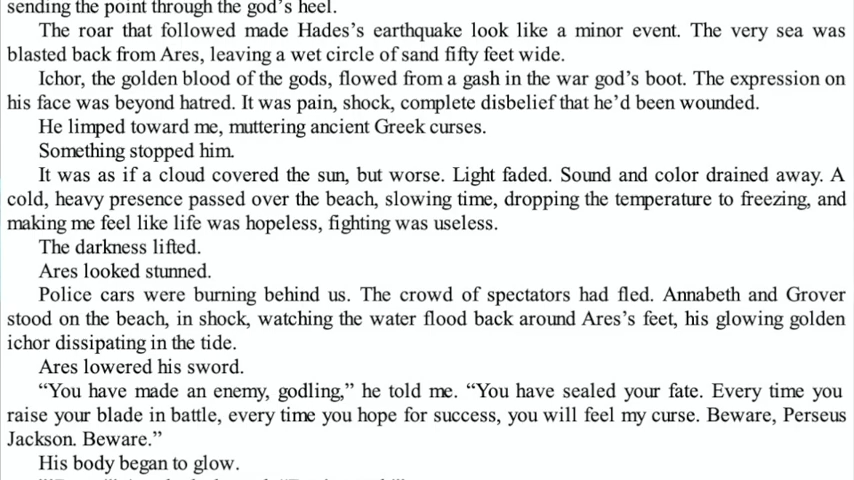 sending the point through the god’s heel.
The roar that followed made Hades’s earthquake look like a minor event. The very sea was
blasted back from Ares, leaving a wet circle of sand fifty feet wide.
Ichor, the golden blood of the gods, flowed from a gash in the war god’s boot. The expression on
his face was beyond hatred. It was pain, shock, complete disbelief that he’d been wounded.
He limped toward me, muttering ancient Greek curses.
Something stopped him.
It was as if a cloud covered the sun, but worse. Light faded. Sound and color drained away. A
cold, heavy presence passed over the beach, slowing time, dropping the temperature to freezing, and
making me feel like life was hopeless, fighting was useless.
The darkness lifted.
Ares looked stunned.
Police cars were burning behind us. The crowd of spectators had fled. Annabeth and Grover
stood on the beach, in shock, watching the water flood back around Ares’s feet, his glowing golden
ichor dissipating in the tide.
Ares lowered his sword.
“You have made an enemy, godling,” he told me. “You have sealed your fate. Every time you
raise your blade in battle, every time you hope for success, you will feel my curse. Beware, Perseus
Jackson. Beware.”
His body began to glow.